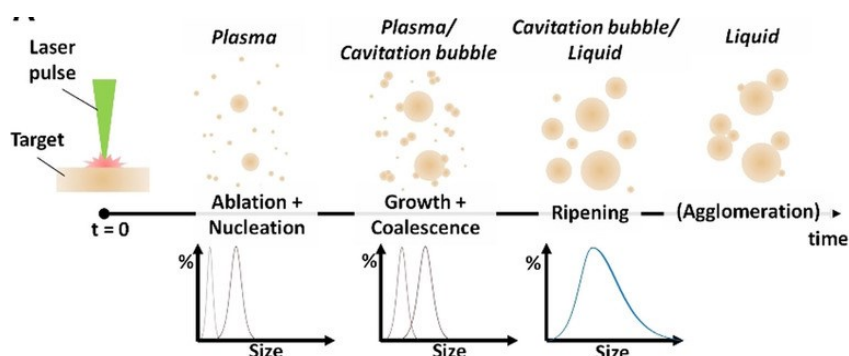 Laser
pulse
Target
Plasma
Plasma/
Cavitation bubble
Cavitation bubble/
Liquid
Liquid
t = 0
Ablation +
Nucleation
Growth +
Coalescence
Ripening
(Agglomeration)
time
%
Size
%
Size
%
Size